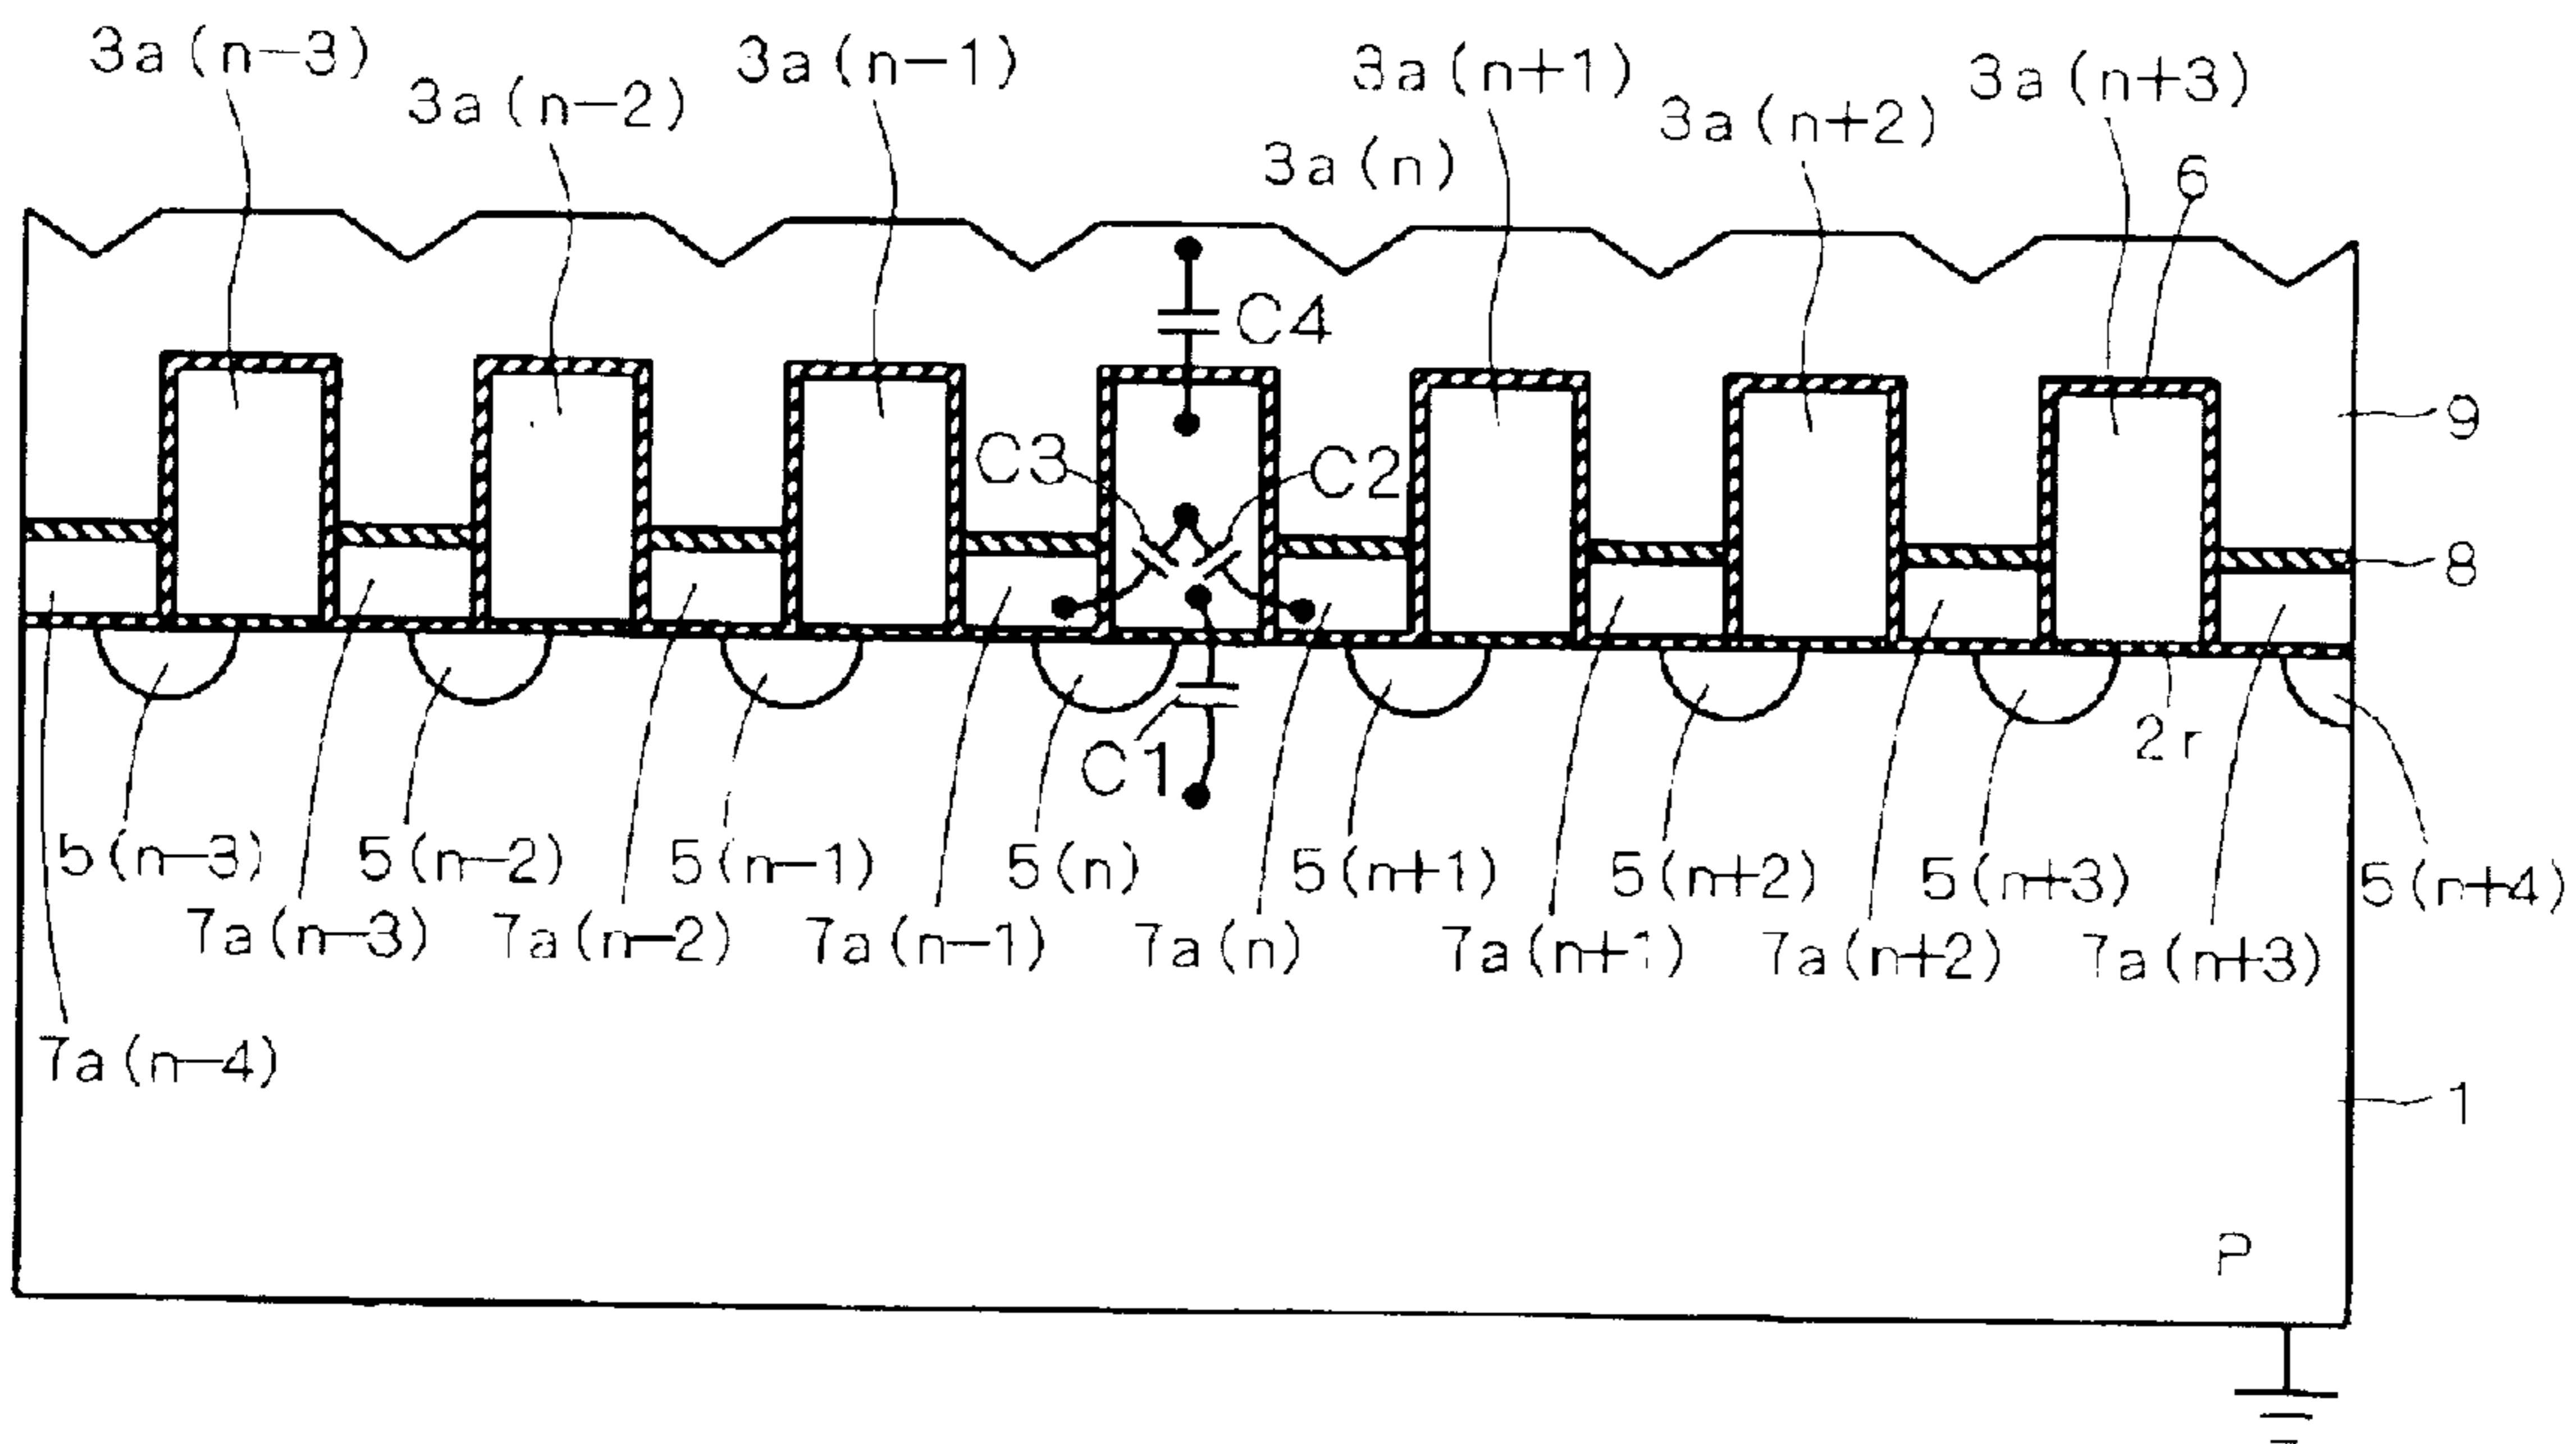 3a(n-3)
3a(n-2)
3a(n-1)
3a(n)
3a(n+1)
3a(n+2)
3a(n+3)
6
C4
C3
C2
9
8
C1
2r
5(n-3)
5(n-2)
5(n-1)
5(n)
5(n+1)
5(n+2)
5(n+3)
5(n+4)
7a(n-3)
7a(n-2)
7a(n-1)
7a(n)
7a(n+1)
7a(n+2)
7a(n+3)
7a(n-4)
1
P